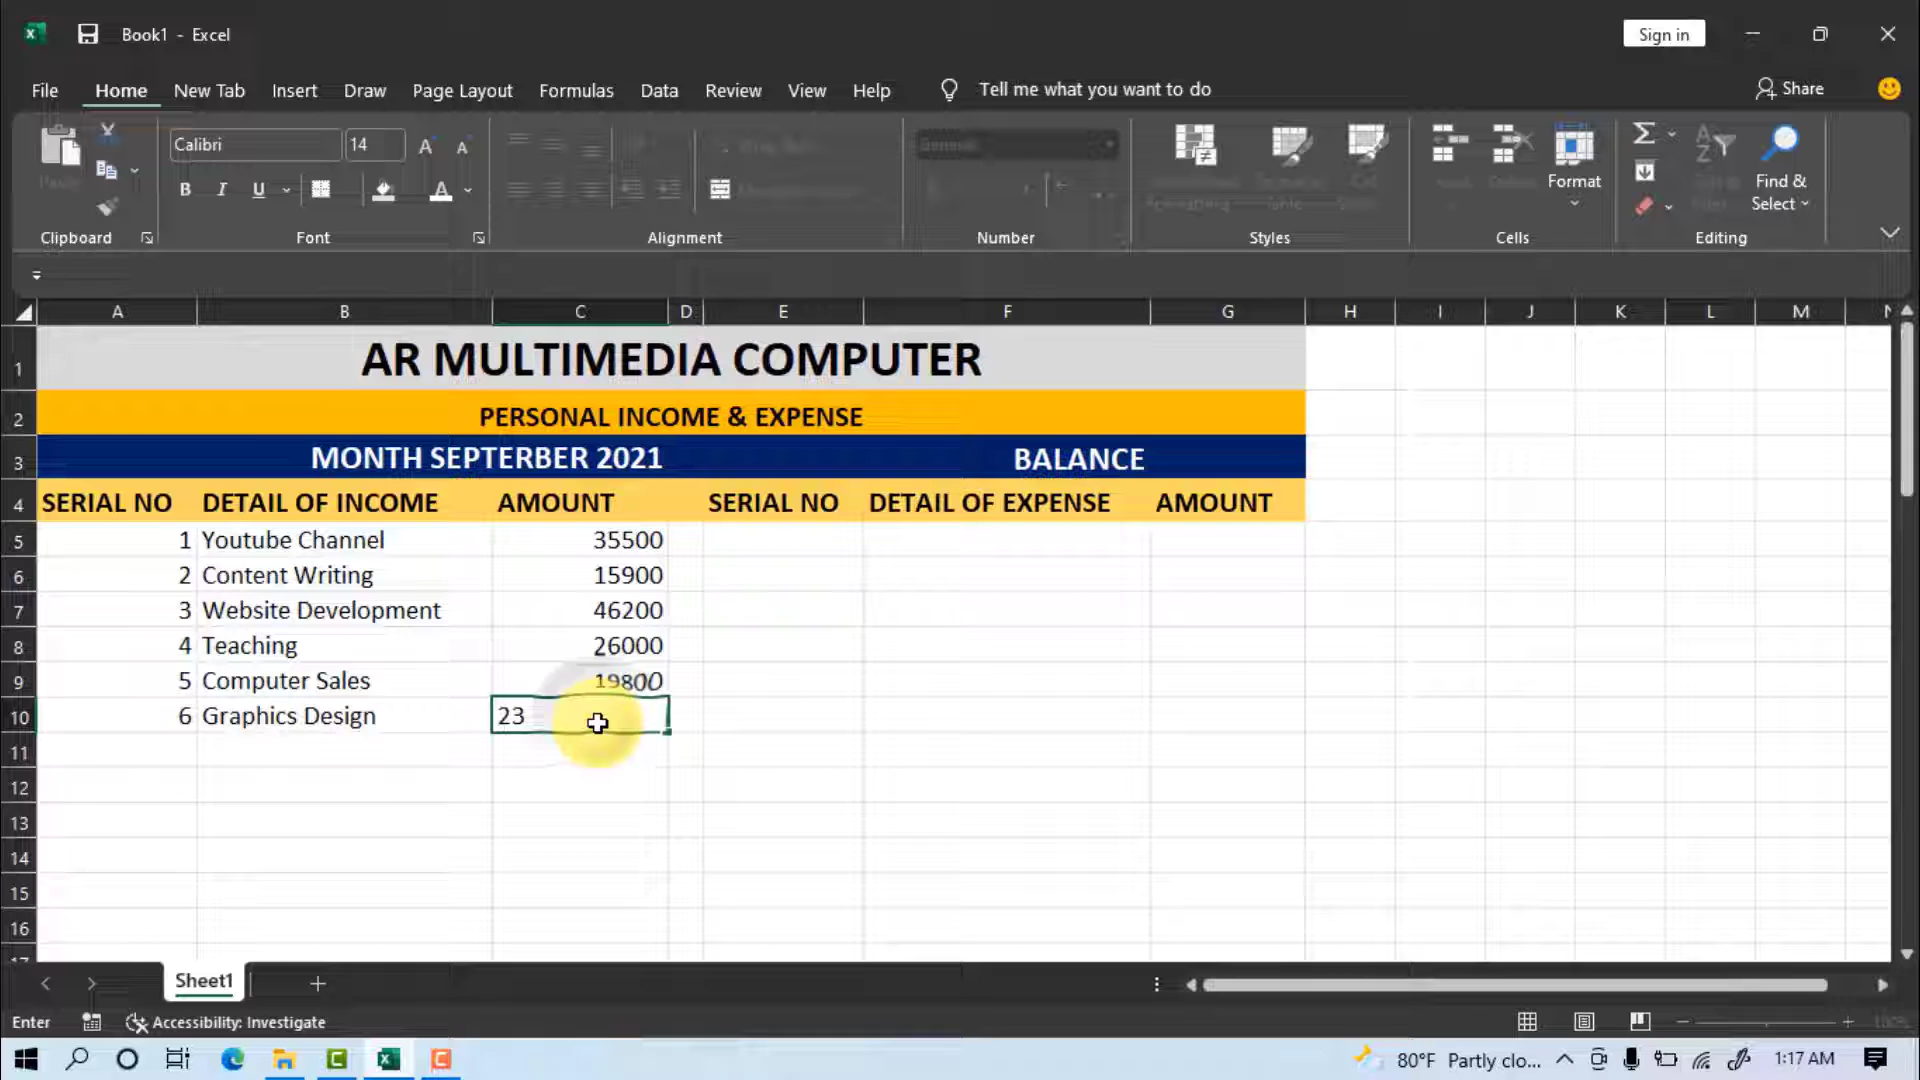 Book1 - Excel
Sign in
File Home New Tab Insert Draw Page Layout Formulas Data Review View Help Tell me what you want to do Share
Calibri 14
B I U A
Format
Find & Select
Clipboard Font Alignment Number Styles Cells Editing
A B C D E F G H I J K L M
1 AR MULTIMEDIA COMPUTER
2 PERSONAL INCOME & EXPENSE
3 MONTH SEPTERBER 2021 BALANCE
4 SERIAL NO DETAIL OF INCOME AMOUNT SERIAL NO DETAIL OF EXPENSE AMOUNT
5 1 Youtube Channel 35500
6 2 Content Writing 15900
7 3 Website Development 46200
8 4 Teaching 26000
9 5 Computer Sales 19800
10 6 Graphics Design 23
11
12
13
14
15
16
Sheet1
Enter Accessibility: Investigate
80°F Partly clo... 1:17 AM